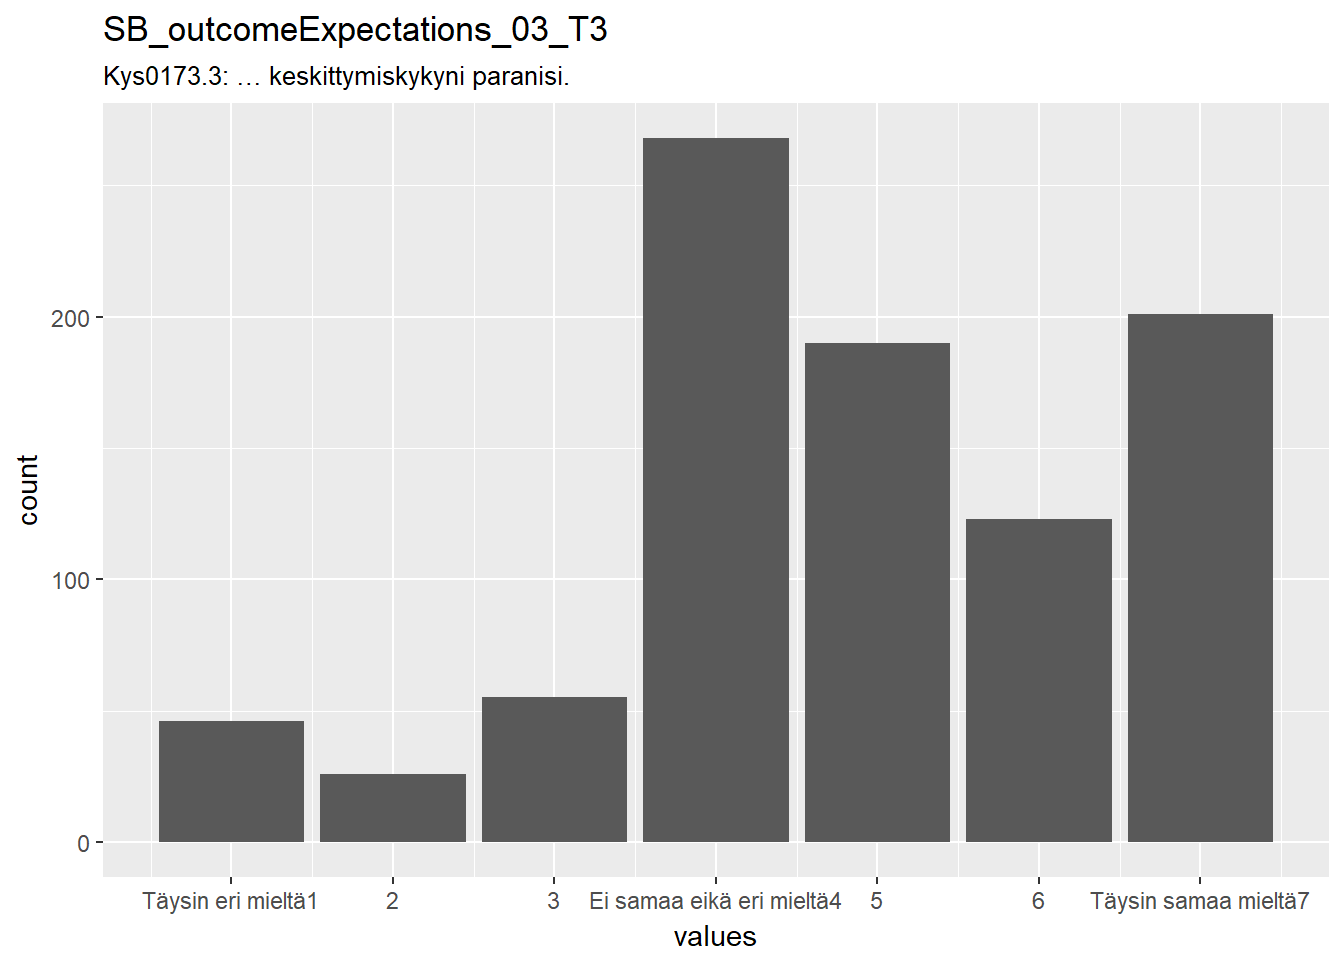 SB_outcomeExpectations_03_T3
Kys0173.3: … keskittymiskykyni paranisi.
count
200
100
0
Täysin eri mieltä1 2 3 Ei samaa eikä eri mieltä4 5 6 Täysin samaa mieltä7
values